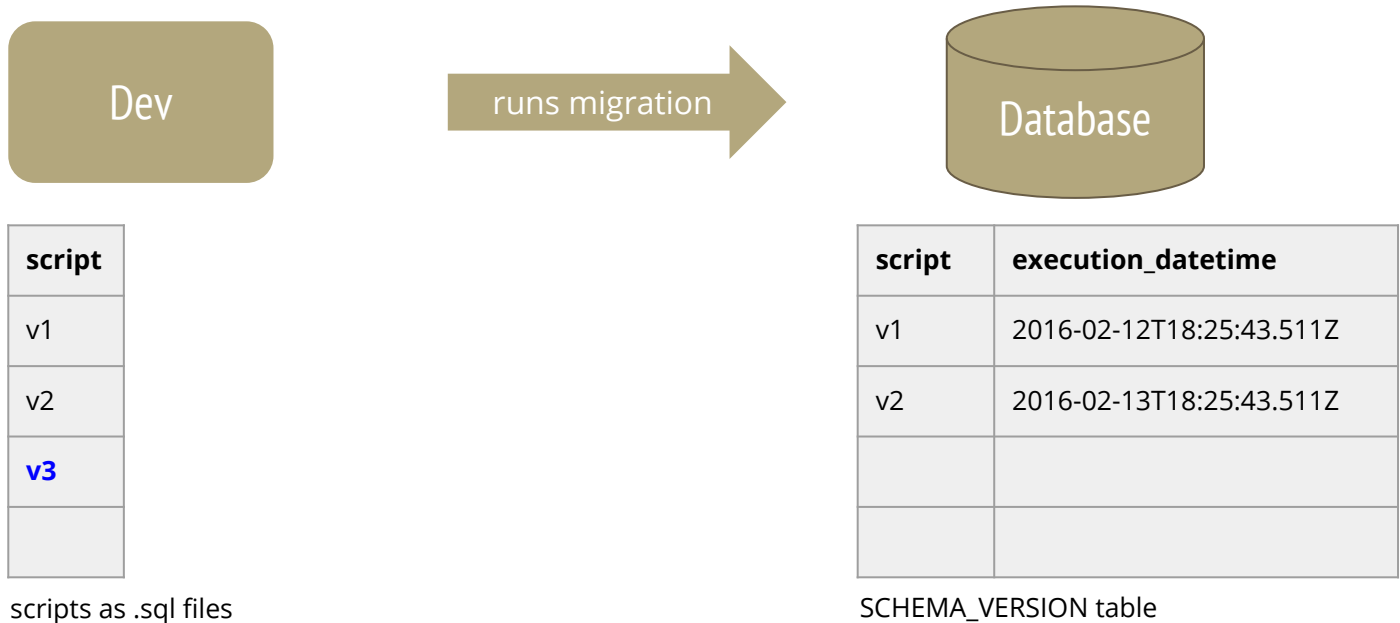 Dev
runs migration
Database
script
v1
v2
v3
scripts as .sql files
script execution_datetime
v1 2016-02-12T18:25:43.511Z
v2 2016-02-13T18:25:43.511Z
SCHEMA_VERSION table